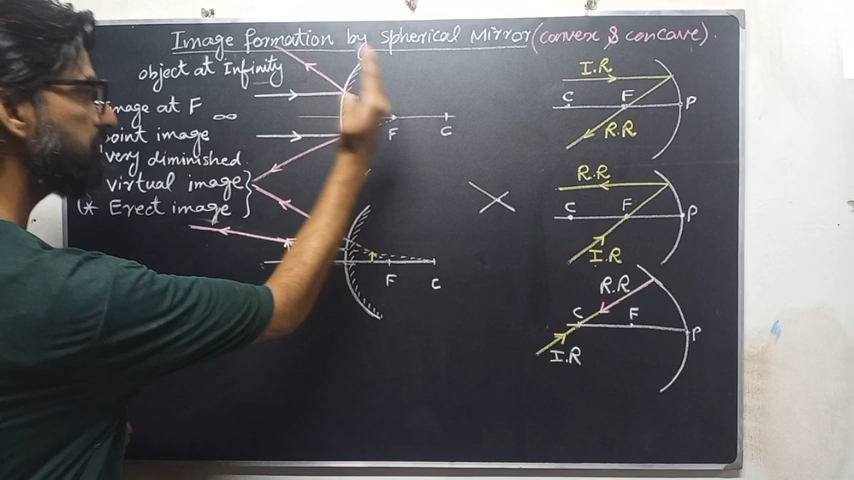 Image formation by spherical Mirror (convex & concave).
object at Infinity
Image at F
∞
point image
very diminished.
virtual image
(* Erect image
F C
F C
I.R
C F P
R.R
R.R
C F P
I.R
R.R
C F P
I.R